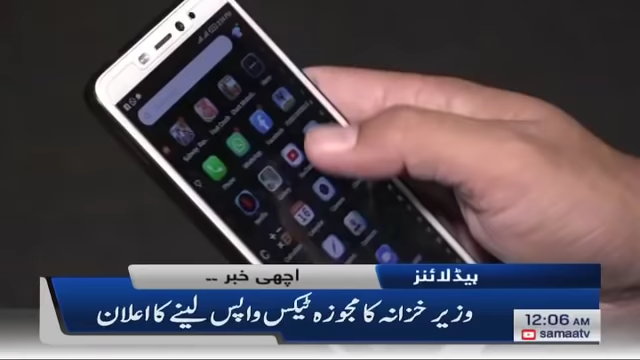 ہیڈلائنز
اچھی خبر --
وزیر خزانہ کا مجوزہ ٹیکس واپس لینے کا اعلان
12:06 AM
samaatv